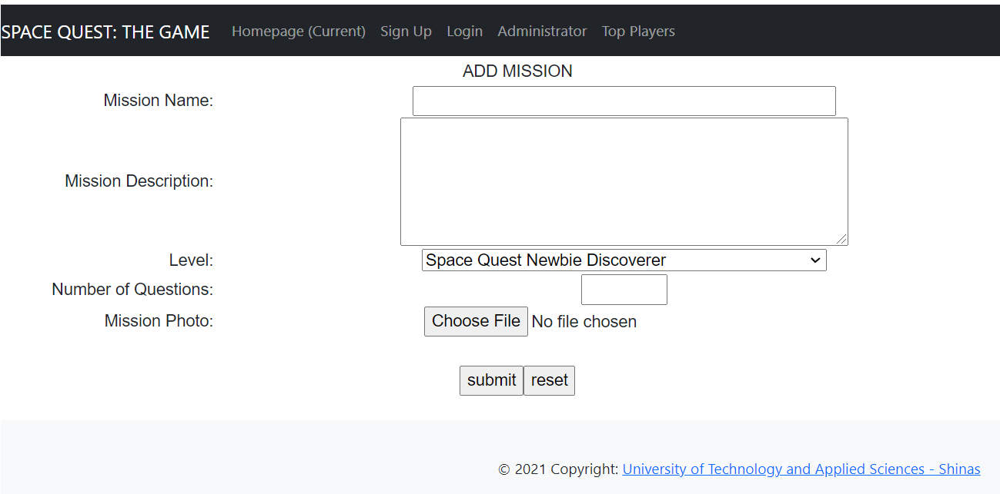 SPACE QUEST: THE GAME Homepage (Current) Sign Up Login Administrator Top Players
ADD MISSION
Mission Name:
Mission Description:
Level: Space Quest Newbie Discoverer
Number of Questions:
Mission Photo: Choose File No file chosen
submit reset
© 2021 Copyright: University of Technology and Applied Sciences - Shinas